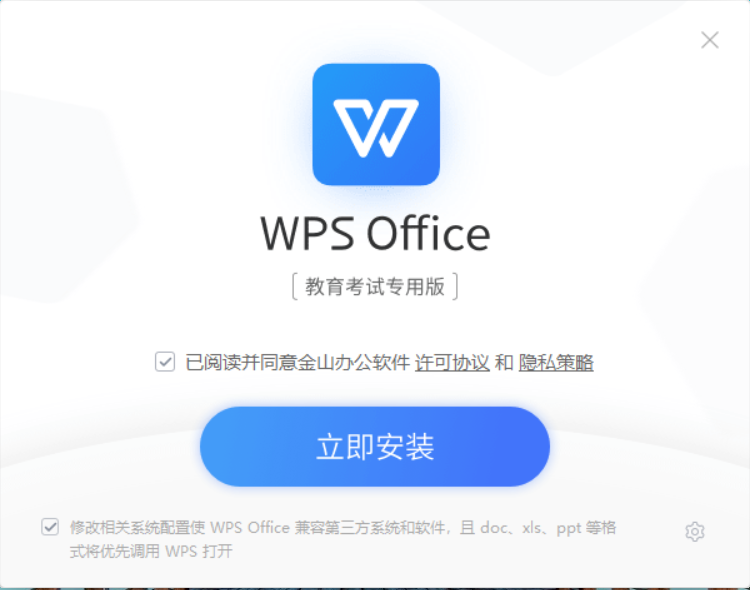 WPS Office
[教育考试专用版]
已阅读并同意金山办公软件 许可协议 和 隐私策略
立即安装
修改相关系统配置使 WPS Office 兼容第三方系统和软件，且 doc、xls、ppt 等格
式将优先调用 WPS 打开